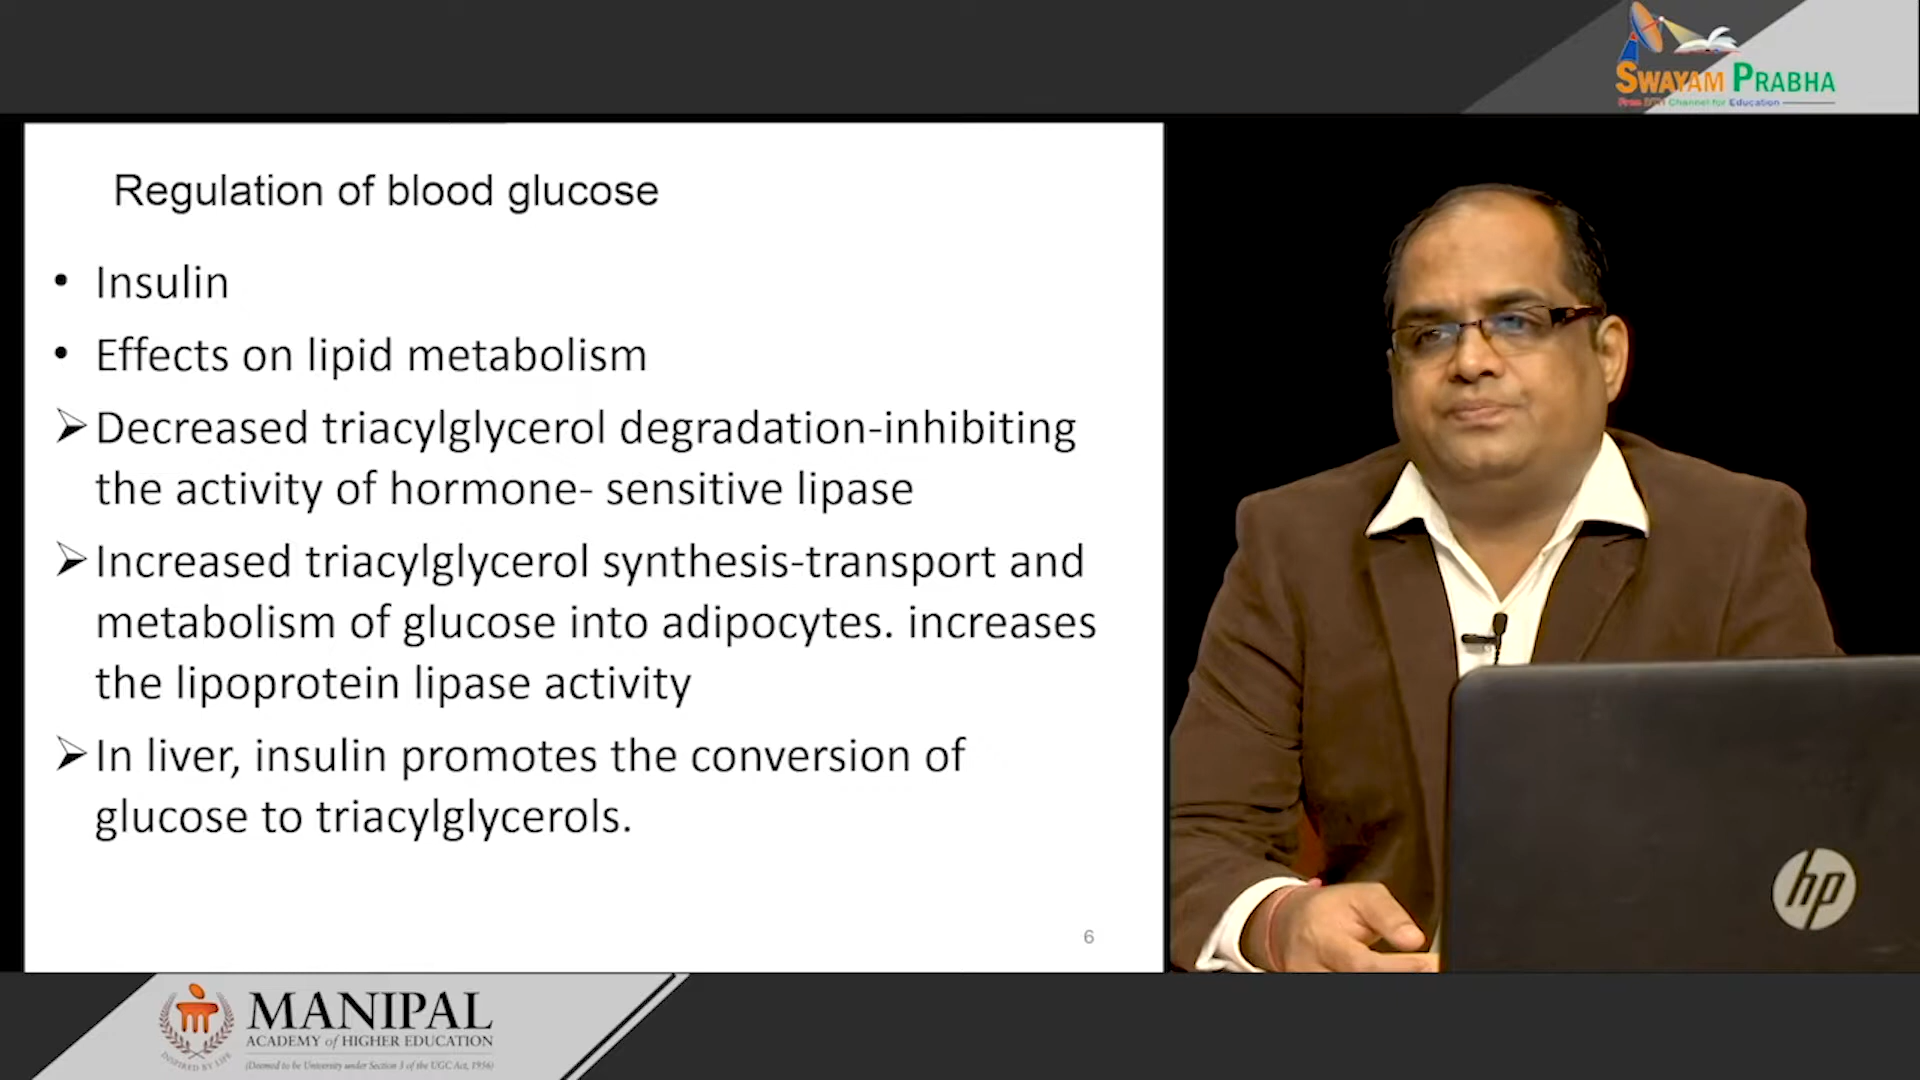 SWAYAM PRABHA
Free DTH Channel for Education
Regulation of blood glucose
• Insulin
• Effects on lipid metabolism
➢ Decreased triacylglycerol degradation-inhibiting
the activity of hormone- sensitive lipase
➢ Increased triacylglycerol synthesis-transport and
metabolism of glucose into adipocytes. increases
the lipoprotein lipase activity
➢ In liver, insulin promotes the conversion of
glucose to triacylglycerols.
6
hp
MANIPAL
ACADEMY of HIGHER EDUCATION
(Deemed to be University under Section 3 of the UGC Act, 1956)
INSPIRED BY LIFE